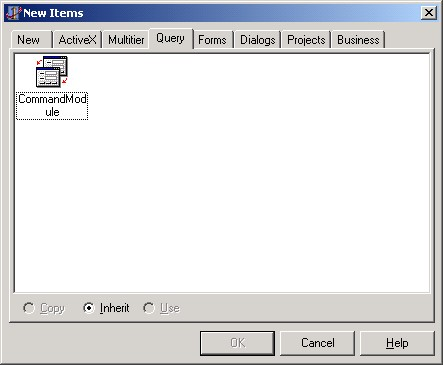 New Items
New ActiveX Multitier Query Forms Dialogs Projects Business
CommandMod
ule
Copy Inherit Use
OK Cancel Help